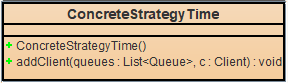 ConcreteStrategyTime
+ ConcreteStrategyTime()
+ addClient(queues : List<Queue>, c : Client) : void